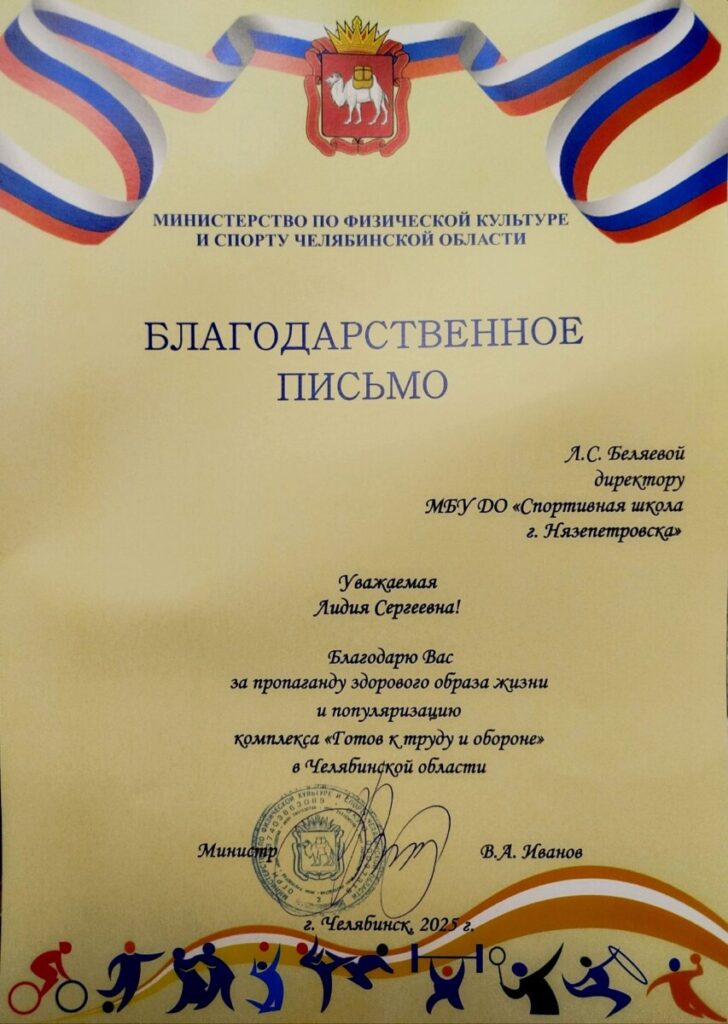 МИНИСТЕРСТВО ПО ФИЗИЧЕСКОЙ КУЛЬТУРЕ
И СПОРТУ ЧЕЛЯБИНСКОЙ ОБЛАСТИ
БЛАГОДАРСТВЕННОЕ
ПИСЬМО
Л.С. Беляевой
директору
МБУ ДО «Спортивная школа
г. Нязепетровска»
Уважаемая
Лидия Сергеевна!
Благодарю Вас
за пропаганду здорового образа жизни
и популяризацию
комплекса «Готов к труду и обороне»
в Челябинской области
Министр
В.А. Иванов
г. Челябинск, 2025 г.